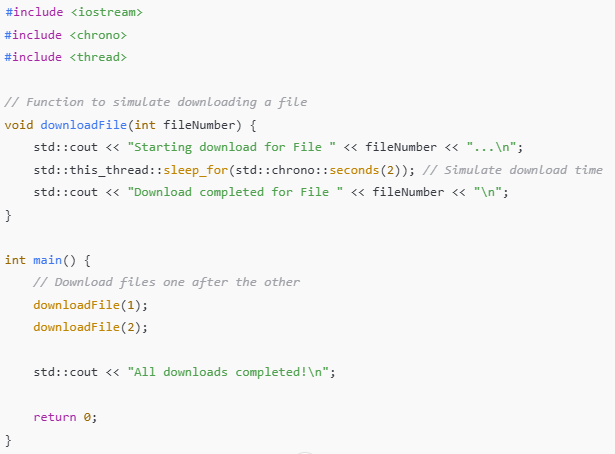 #include <iostream>
#include <chrono>
#include <thread>

// Function to simulate downloading a file
void downloadFile(int fileNumber) {
    std::cout << "Starting download for File " << fileNumber << "...\n";
    std::this_thread::sleep_for(std::chrono::seconds(2)); // Simulate download time
    std::cout << "Download completed for File " << fileNumber << "\n";
}

int main() {
    // Download files one after the other
    downloadFile(1);
    downloadFile(2);

    std::cout << "All downloads completed!\n";

    return 0;
}